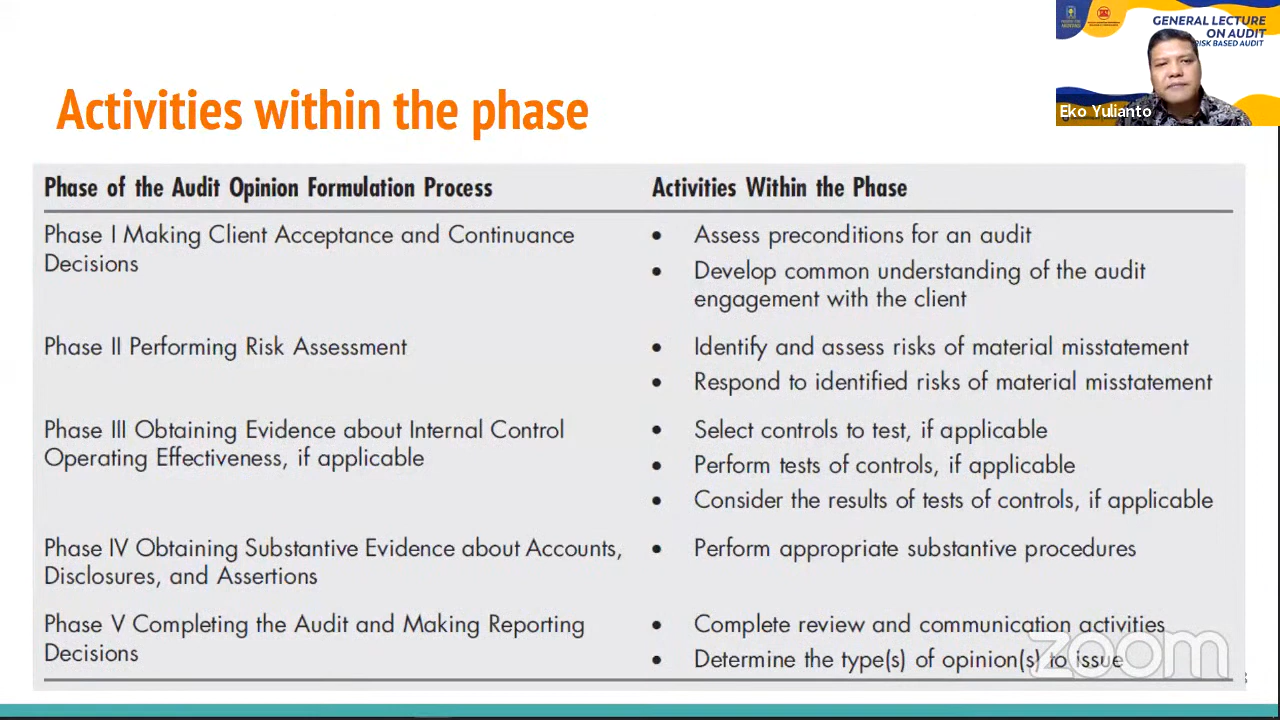 GENERAL LECTURE
ON AUDIT
RISK BASED AUDIT
Eko Yulianto
Activities within the phase
Phase of the Audit Opinion Formulation Process
Activities Within the Phase
Phase I Making Client Acceptance and Continuance
Decisions
• Assess preconditions for an audit
• Develop common understanding of the audit
engagement with the client
Phase II Performing Risk Assessment
• Identify and assess risks of material misstatement
• Respond to identified risks of material misstatement
Phase III Obtaining Evidence about Internal Control
Operating Effectiveness, if applicable
• Select controls to test, if applicable
• Perform tests of controls, if applicable
• Consider the results of tests of controls, if applicable
Phase IV Obtaining Substantive Evidence about Accounts,
Disclosures, and Assertions
• Perform appropriate substantive procedures
Phase V Completing the Audit and Making Reporting
Decisions
• Complete review and communication activities
• Determine the type(s) of opinion(s) to issue
zoom